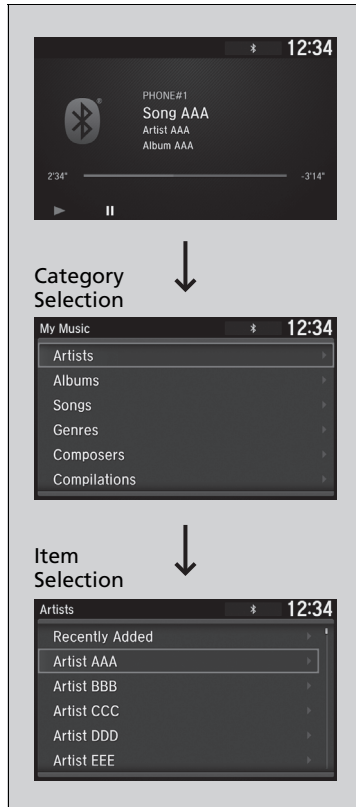 12:34
PHONE#1
Song AAA
Artist AAA
Album AAA
2'34"
-3'14"
Category
Selection
My Music
12:34
Artists
Albums
Songs
Genres
Composers
Compilations
Item
Selection
Artists
12:34
Recently Added
Artist AAA
Artist BBB
Artist CCC
Artist DDD
Artist EEE